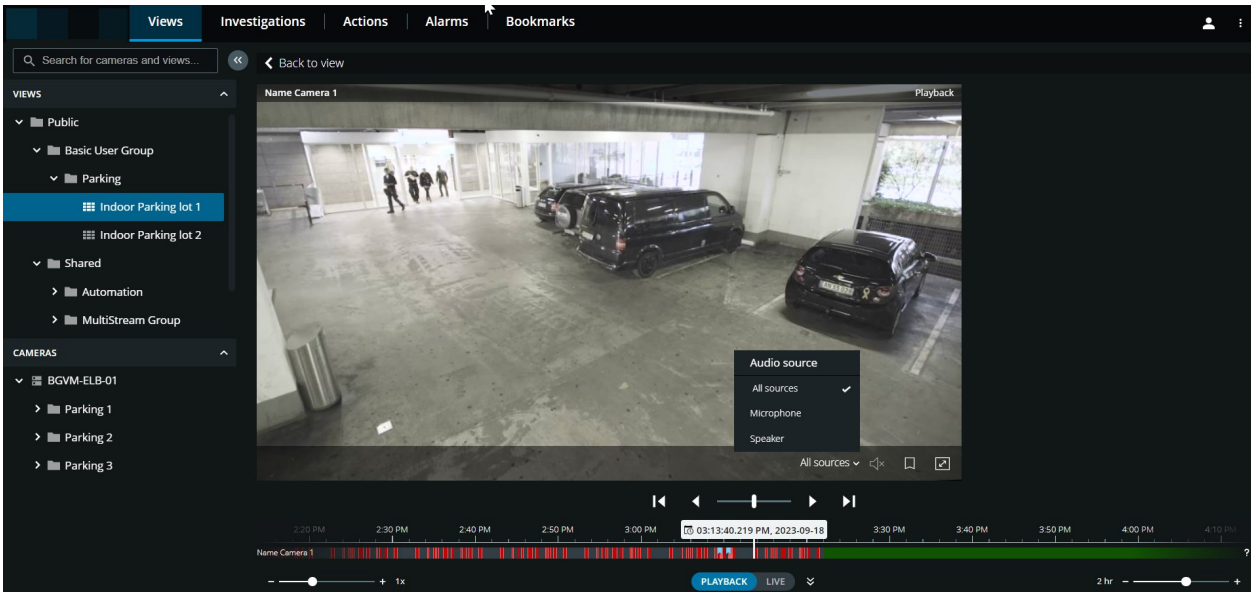 Views
Investigations
Actions
Alarms
Bookmarks
Search for cameras and views...
Back to view
VIEWS
Public
Basic User Group
Parking
Indoor Parking lot 1
Indoor Parking lot 2
Shared
Automation
MultiStream Group
CAMERAS
BGVM-ELB-01
Parking 1
Parking 2
Parking 3
Name Camera 1
Playback
Audio source
All sources
Microphone
Speaker
All sources
2:20 PM 2:30 PM 2:40 PM 2:50 PM 3:00 PM 03:13:40.219 PM, 2023-09-18 3:30 PM 3:40 PM 3:50 PM 4:00 PM 4:10 PM
Name Camera 1 ?
- + 1x
PLAYBACK LIVE
2 hr - +